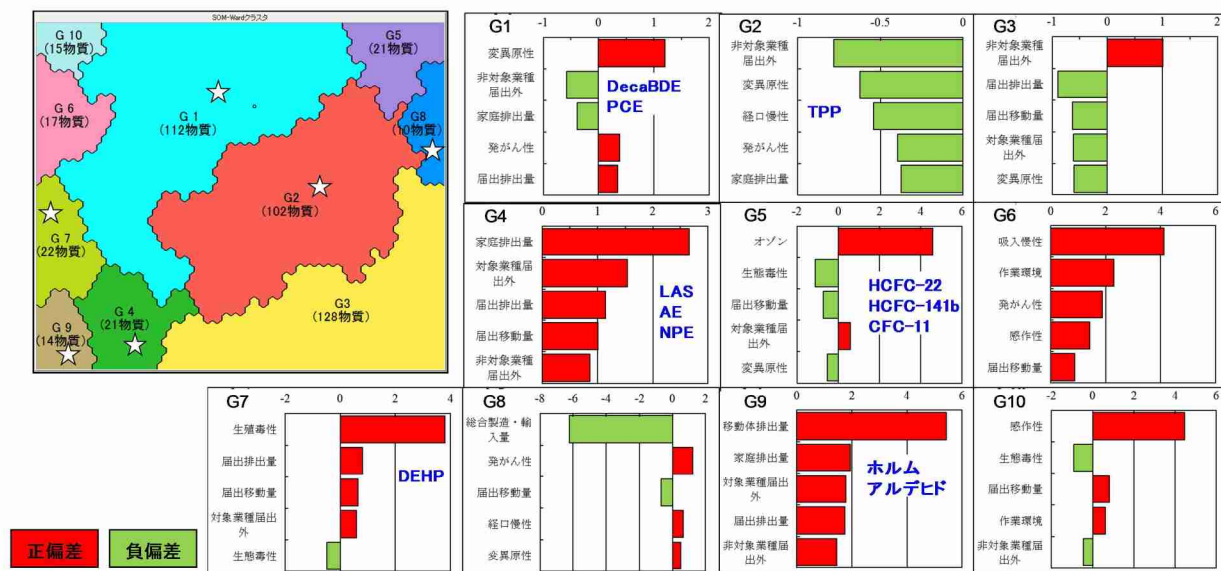 SOM-Wardクラスタ
G 10
(15物質)
G5
(21物質)
G 6
(17物質)
G 1
(112物質)
G8
(10物質)
G2
(102物質)
G 7
(22物質)
G3
(128物質)
G 4
(21物質)
G 9
(14物質)
G1
-1 0 1 2
変異原性
非対象業種
届出外
家庭排出量
発がん性
届出排出量
DecaBDE
PCE
G2
-1 -0.5 0
非対象業種
届出外
変異原性
経口慢性
発がん性
家庭排出量
TPP
G3
-1 0 1 2
非対象業種
届出外
届出排出量
届出移動量
対象業種届
出外
変異原性
G4
0 1 2 3
家庭排出量
対象業種届
出外
届出排出量
届出移動量
非対象業種
届出外
LAS
AE
NPE
G5
-2 0 2 4 6
オゾン
生態毒性
届出移動量
対象業種届
出外
変異原性
HCFC-22
HCFC-141b
CFC-11
G6
0 2 4 6
吸入慢性
作業環境
発がん性
感作性
届出移動量
-2 0 2 4
生殖毒性
届出排出量
届出移動量
対象業種届出
外
生態毒性
DEHP
G8
-8 -6 -4 -2 0 2
総合製造・輸
入量
発がん性
届出移動量
経口慢性
変異原性
G9
0 2 4 6
移動体排出量
家庭排出量
対象業種届出
外
届出排出量
非対象業種届
出外
ホルム
アルデヒド
G10
-2 0 2 4 6
感作性
生態毒性
届出移動量
作業環境
非対象業種届
出外
正偏差
負偏差